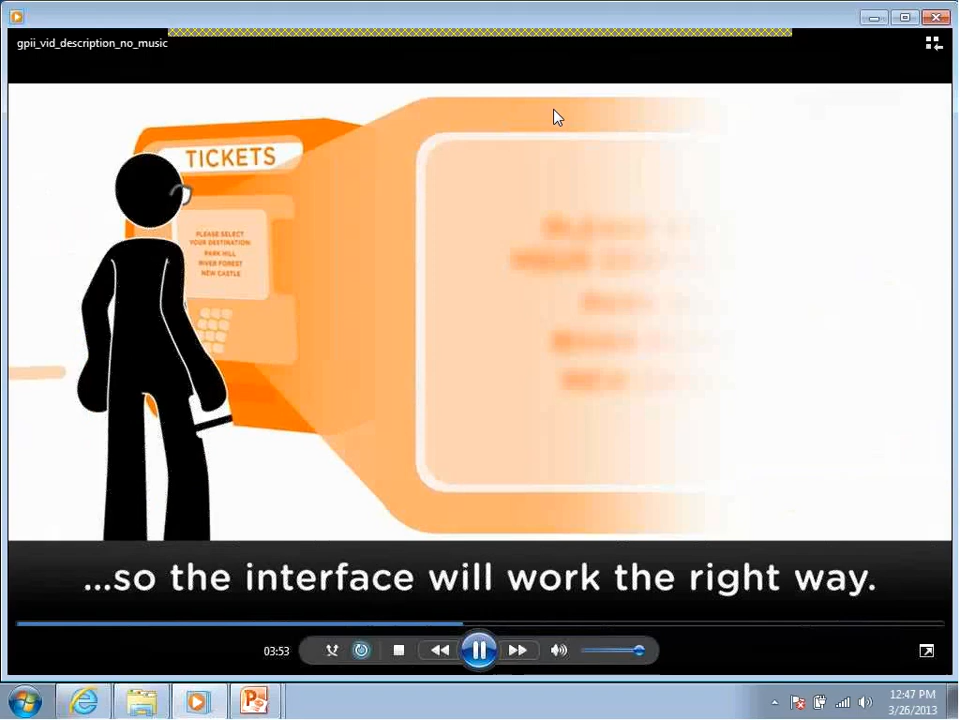 gpii_vid_description_no_music
TICKETS
PLEASE SELECT
YOUR DESTINATION
PARK HILL
RIVER FOREST
NEW CASTLE
...so the interface will work the right way.
03:53
12:47 PM
3/26/2013